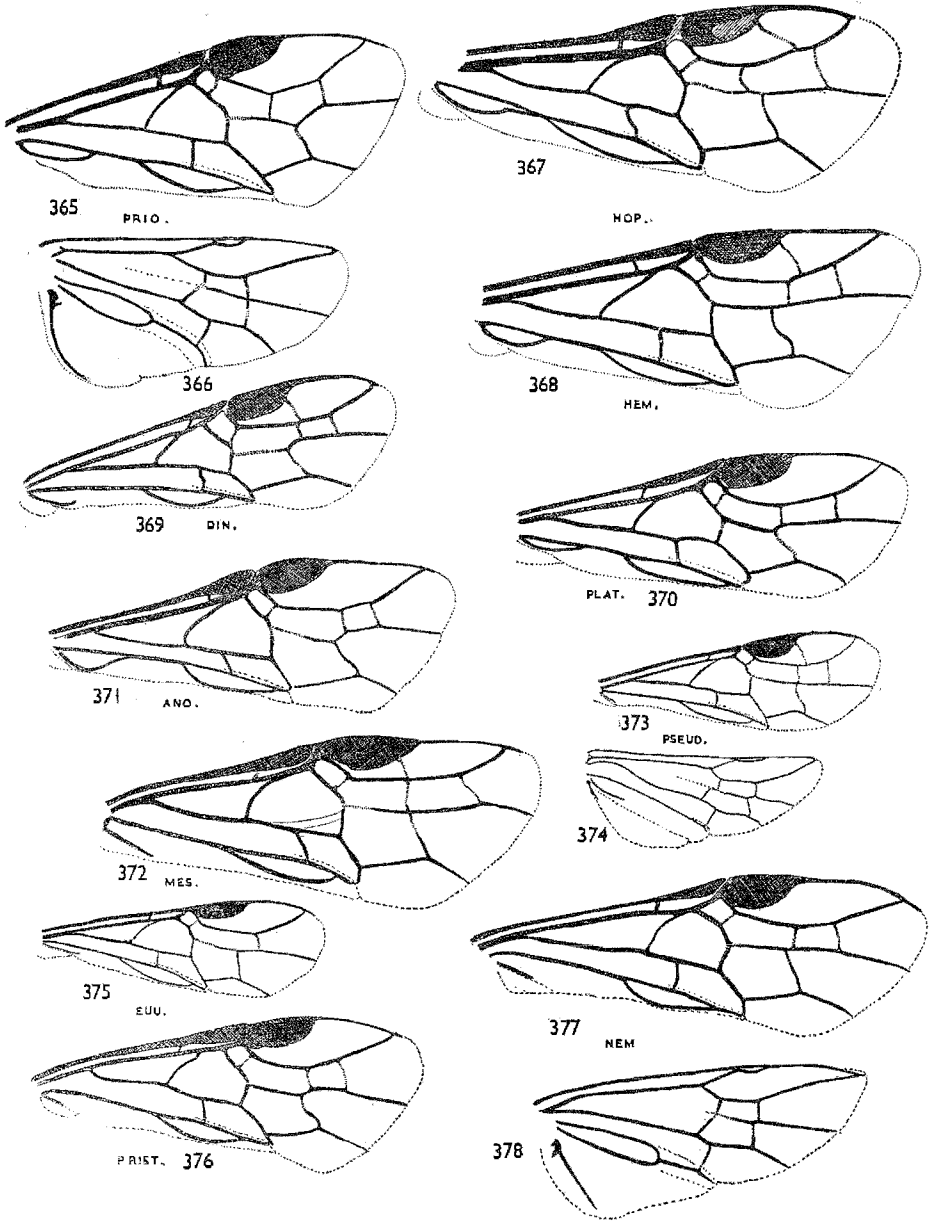 365 PRIO.
367
HOP.
366
368
HEM.
369 DIN.
PLAT. 370
371 ANO.
373
PSEUD.
372 MES.
374
375
EUU.
377
NEM
PRIST. 376
378